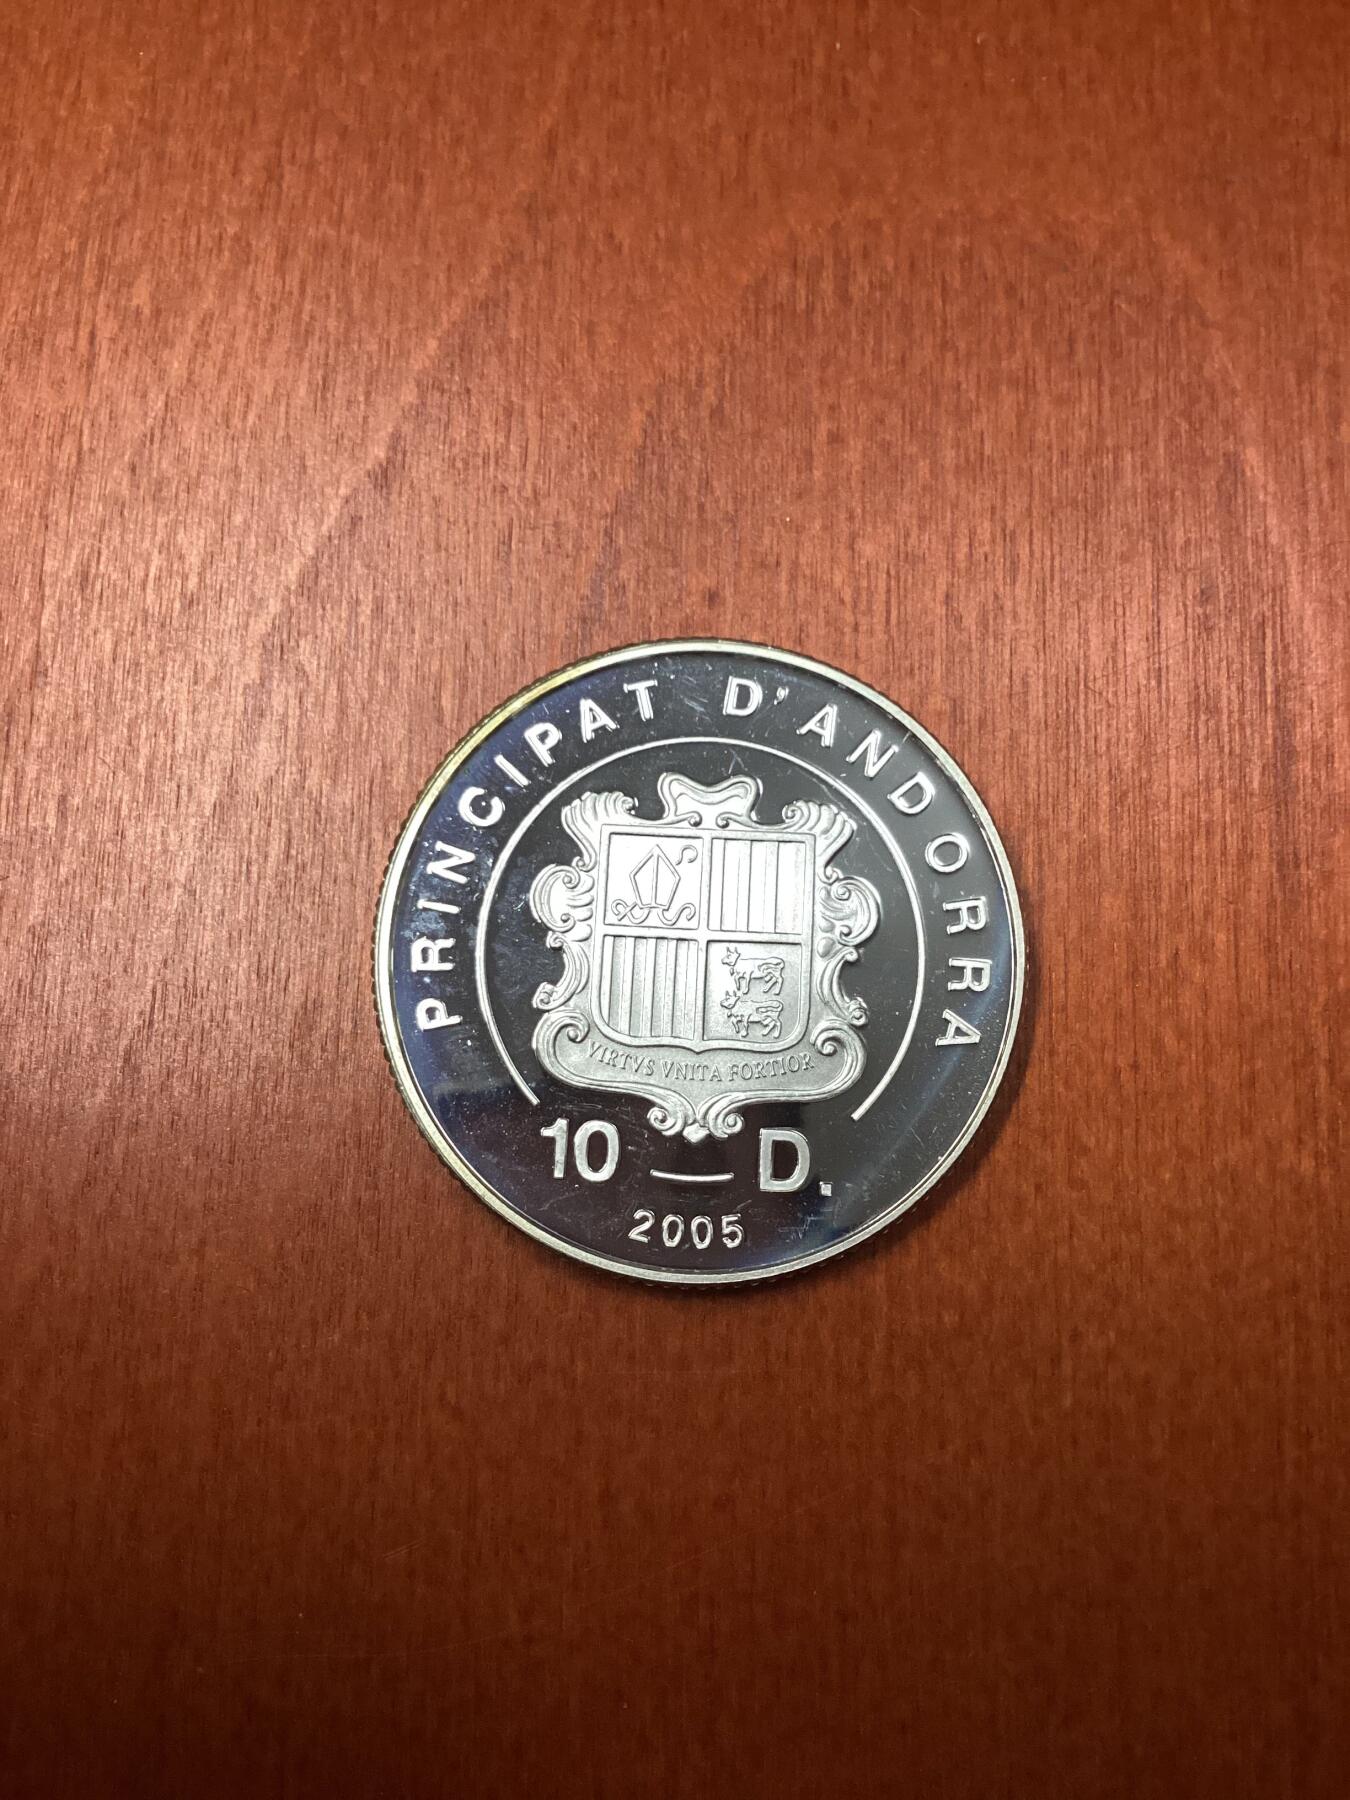 PRINCIPAT D'ANDORRA
VIRTVS VNITA FORTIOR
10 — D.
2005